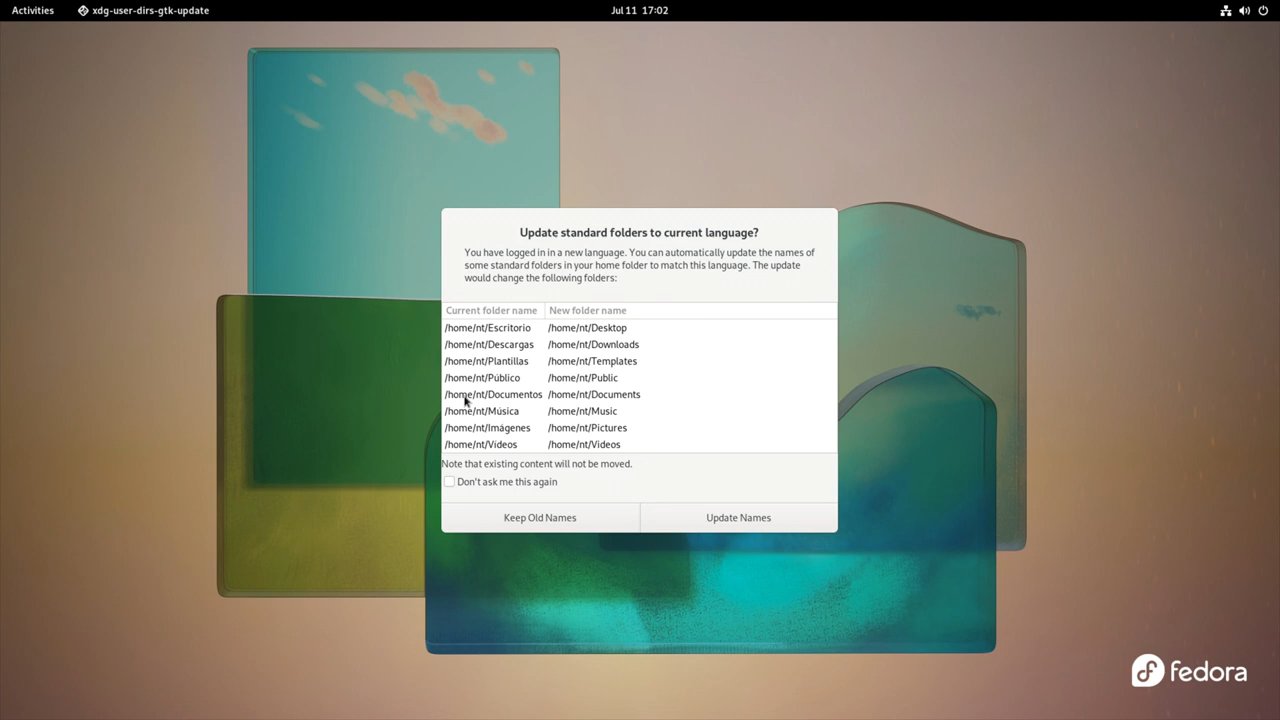 Activities xdg-user-dirs-gtk-update Jul 11 17:02
Update standard folders to current language?
You have logged in in a new language. You can automatically update the names of
some standard folders in your home folder to match this language. The update
would change the following folders:
Current folder name New folder name
/home/nt/Escritorio /home/nt/Desktop
/home/nt/Descargas /home/nt/Downloads
/home/nt/Plantillas /home/nt/Templates
/home/nt/Público /home/nt/Public
/home/nt/Documentos /home/nt/Documents
/home/nt/Música /home/nt/Music
/home/nt/Imágenes /home/nt/Pictures
/home/nt/Vídeos /home/nt/Videos
Note that existing content will not be moved.
Don't ask me this again
Keep Old Names Update Names
fedora